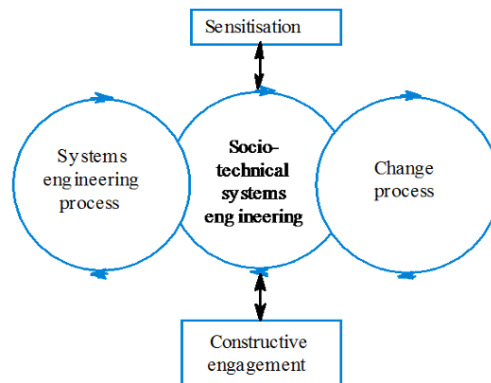 Sensitisation
Systems
engineering
process
Socio-
technical
systems
eng ineering
Change
process
Constructive
engagement